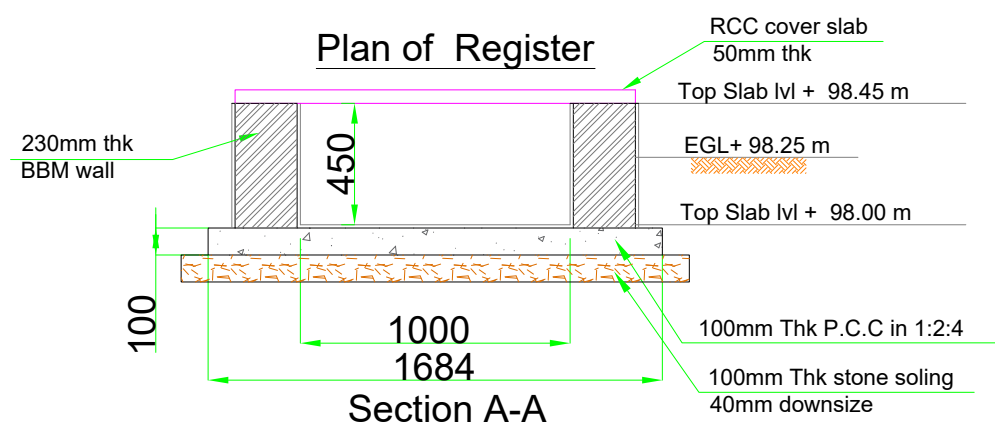 Plan of Register
RCC cover slab
50mm thk
Top Slab lvl + 98.45 m
230mm thk
BBM wall
450
EGL+ 98.25 m
Top Slab lvl + 98.00 m
100
1000
100mm Thk P.C.C in 1:2:4
1684
100mm Thk stone soling
40mm downsize
Section A-A